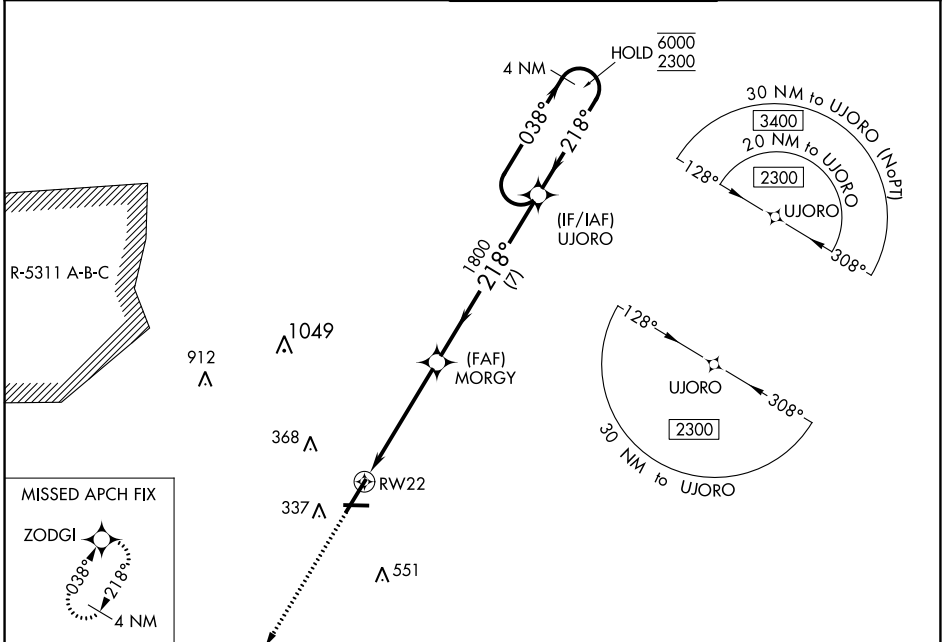 HOLD 6000
2300
4 NM
038°
218°
(IF/IAF)
UJORO
1800
218°
(7)
(FAF)
MORGY
RW22
R-5311 A-B-C
1049
912
368
337
551
30 NM to UJORO (NoPT)
3400
20 NM to UJORO
2300
128°
UJORO
308°
128°
UJORO
308°
2300
30 NM to UJORO
MISSED APCH FIX
ZODGI
038°
218°
4 NM